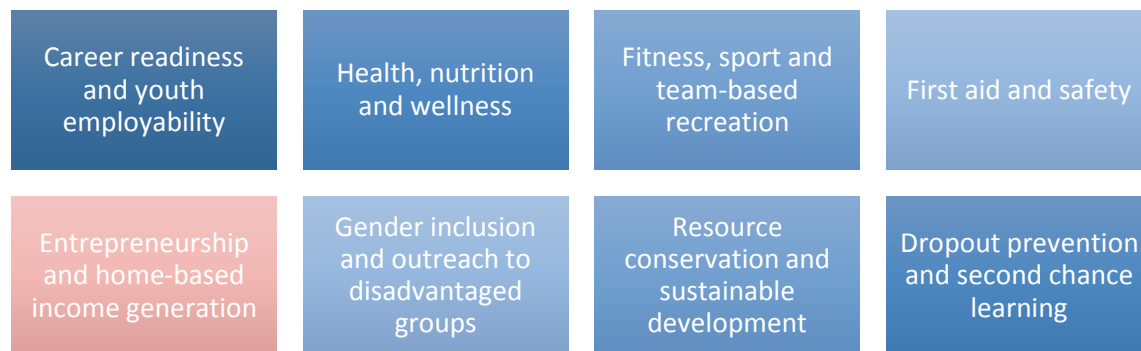 Career readiness
and youth
employability
Health, nutrition
and wellness
Fitness, sport and
team-based
recreation
First aid and safety
Entrepreneurship
and home-based
income generation
Gender inclusion
and outreach to
disadvantaged
groups
Resource
conservation and
sustainable
development
Dropout prevention
and second chance
learning